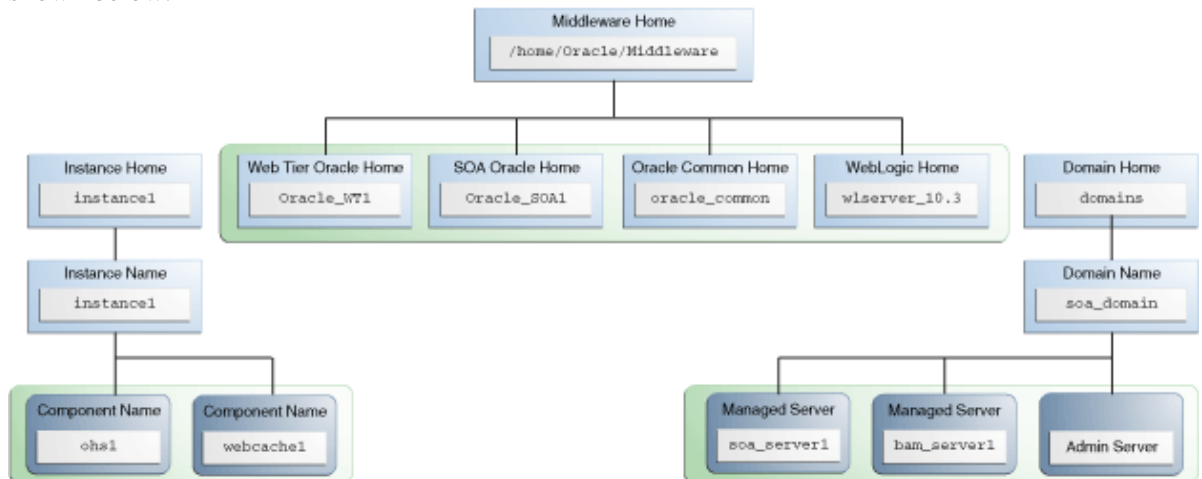 Middleware Home
/home/Oracle/Middleware
Instance Home
instance1
Web Tier Oracle Home
Oracle_WT1
SOA Oracle Home
Oracle_SOA1
Oracle Common Home
oracle_common
WebLogic Home
wlserver_10.3
Domain Home
domains
Instance Name
instance1
Domain Name
soa_domain
Component Name
ohs1
Component Name
webcache1
Managed Server
soa_server1
Managed Server
bam_server1
Admin Server